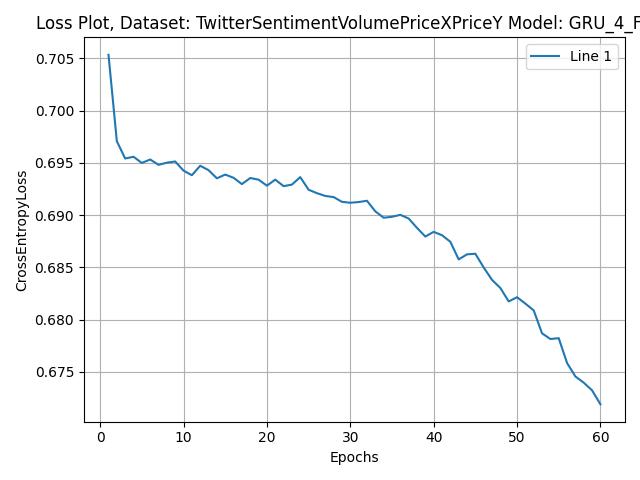 Loss Plot, Dataset: TwitterSentimentVolumePriceXPriceY Model: GRU_4_F
Line 1
0.705
0.700
0.695
0.690
0.685
0.680
0.675
CrossEntropyLoss
0 10 20 30 40 50 60
Epochs